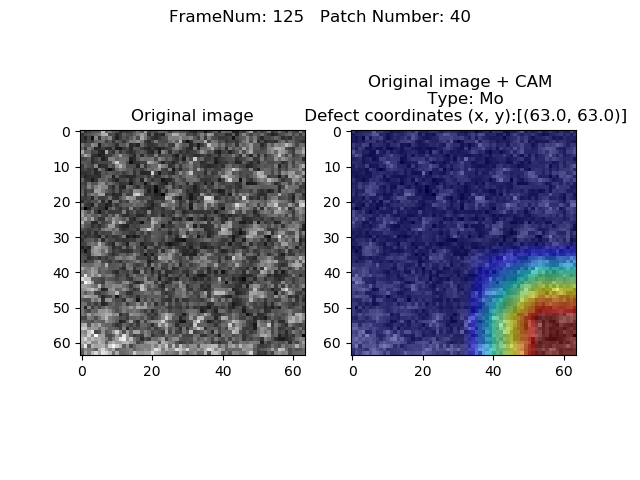 FrameNum: 125   Patch Number: 40
Original image
Original image + CAM
Type: Mo
Defect coordinates (x, y):[(63.0, 63.0)]
0
10
20
30
40
50
60
0 20 40 60
0
10
20
30
40
50
60
0 20 40 60